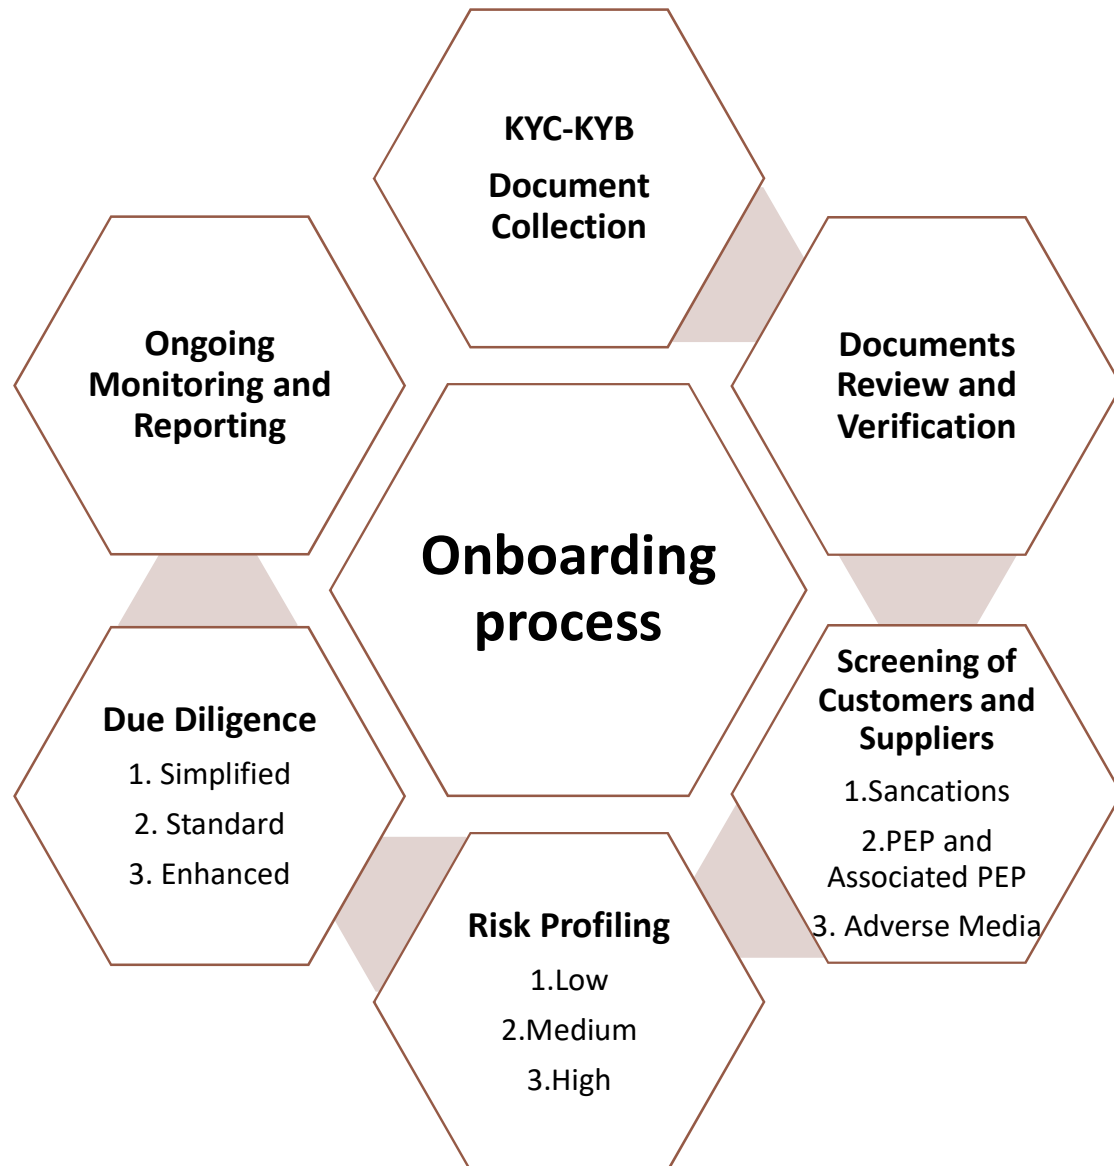 KYC-KYB
Document
Collection
Documents
Review and
Verification
Screening of
Customers and
Suppliers
1.Sancations
2.PEP and
Associated PEP
3. Adverse Media
Risk Profiling
1.Low
2.Medium
3.High
Due Diligence
1. Simplified
2. Standard
3. Enhanced
Ongoing
Monitoring and
Reporting
Onboarding
process